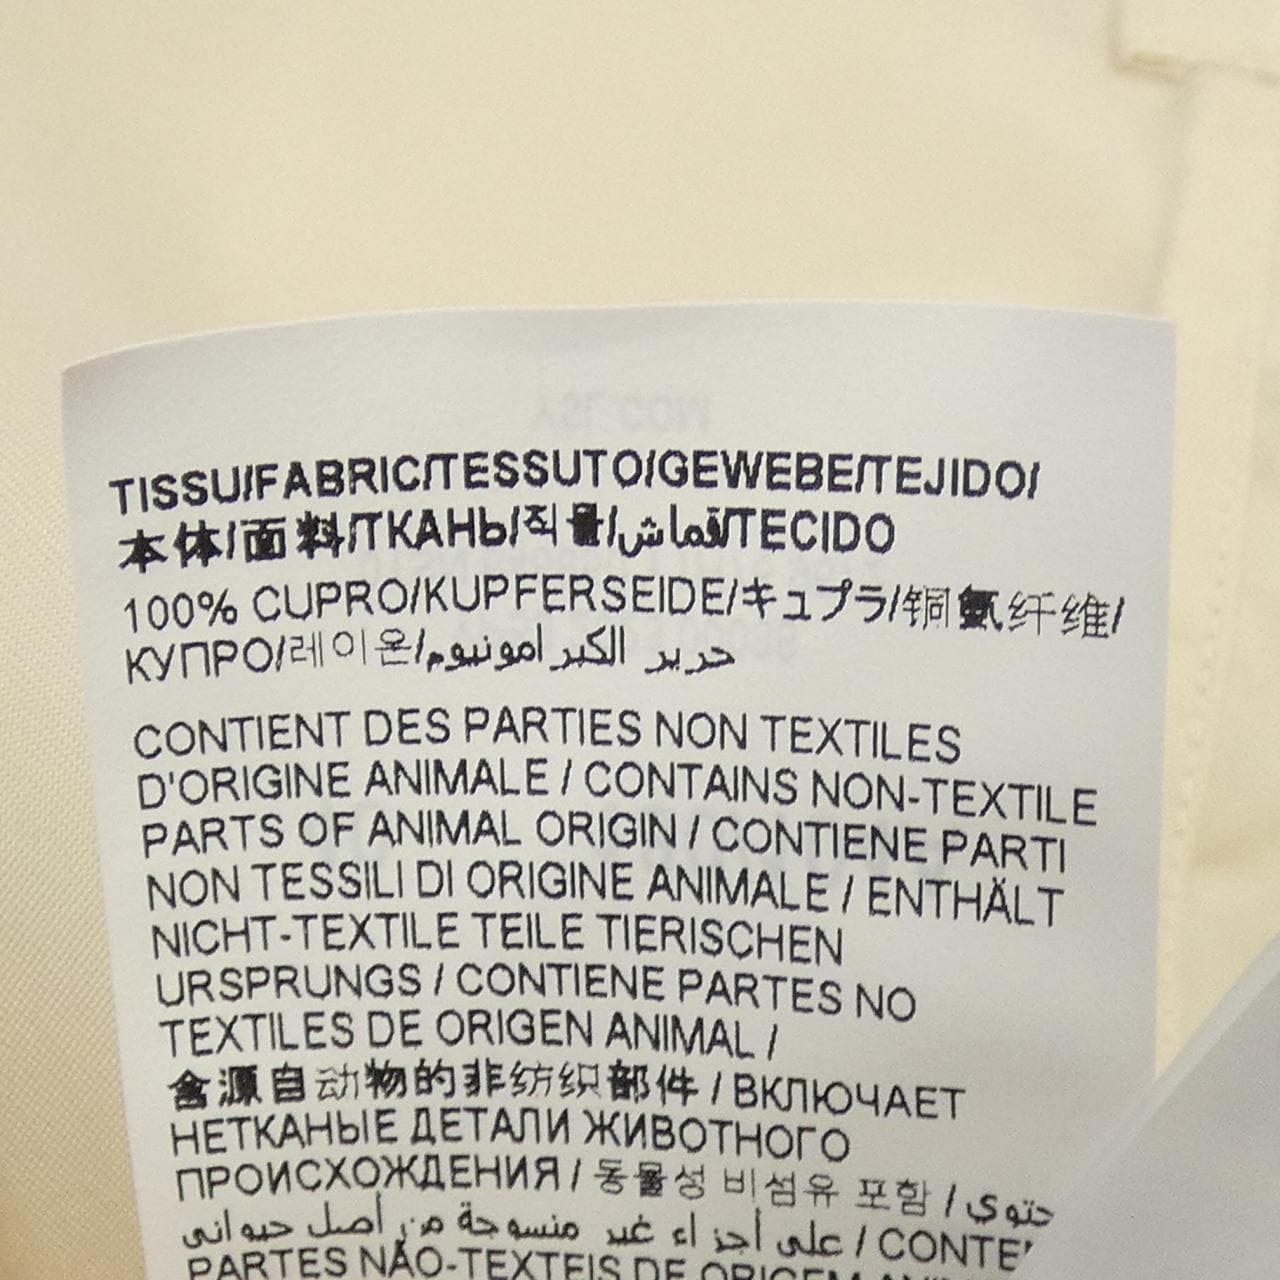 TISSU/FABRIC/TESSUTO/GEWEBE/TEJIDO/
本体/面料/ТКАНЬ/직물/قماش/TECIDO
100% CUPRO/KUPFERSEIDE/キュプラ/铜氨纤维/
КУПРО/레이온/حرير الكبر امونيوم
CONTIENT DES PARTIES NON TEXTILES
D'ORIGINE ANIMALE / CONTAINS NON-TEXTILE
PARTS OF ANIMAL ORIGIN / CONTIENE PARTI
NON TESSILI DI ORIGINE ANIMALE / ENTHÄLT
NICHT-TEXTILE TEILE TIERISCHEN
URSPRUNGS / CONTIENE PARTES NO
TEXTILES DE ORIGEN ANIMAL /
含源自动物的非纺织部件 / ВКЛЮЧАЕТ
НЕТКАНЫЕ ДЕТАЛИ ЖИВОТНОГО
ПРОИСХОЖДЕНИЯ / 동물성 비섬유 포함 / حتوي
على أجزاء غير منسوجة من أصل حيواني / CONTE
PARTES NÃO-TEXTEIS DE ORIGEM